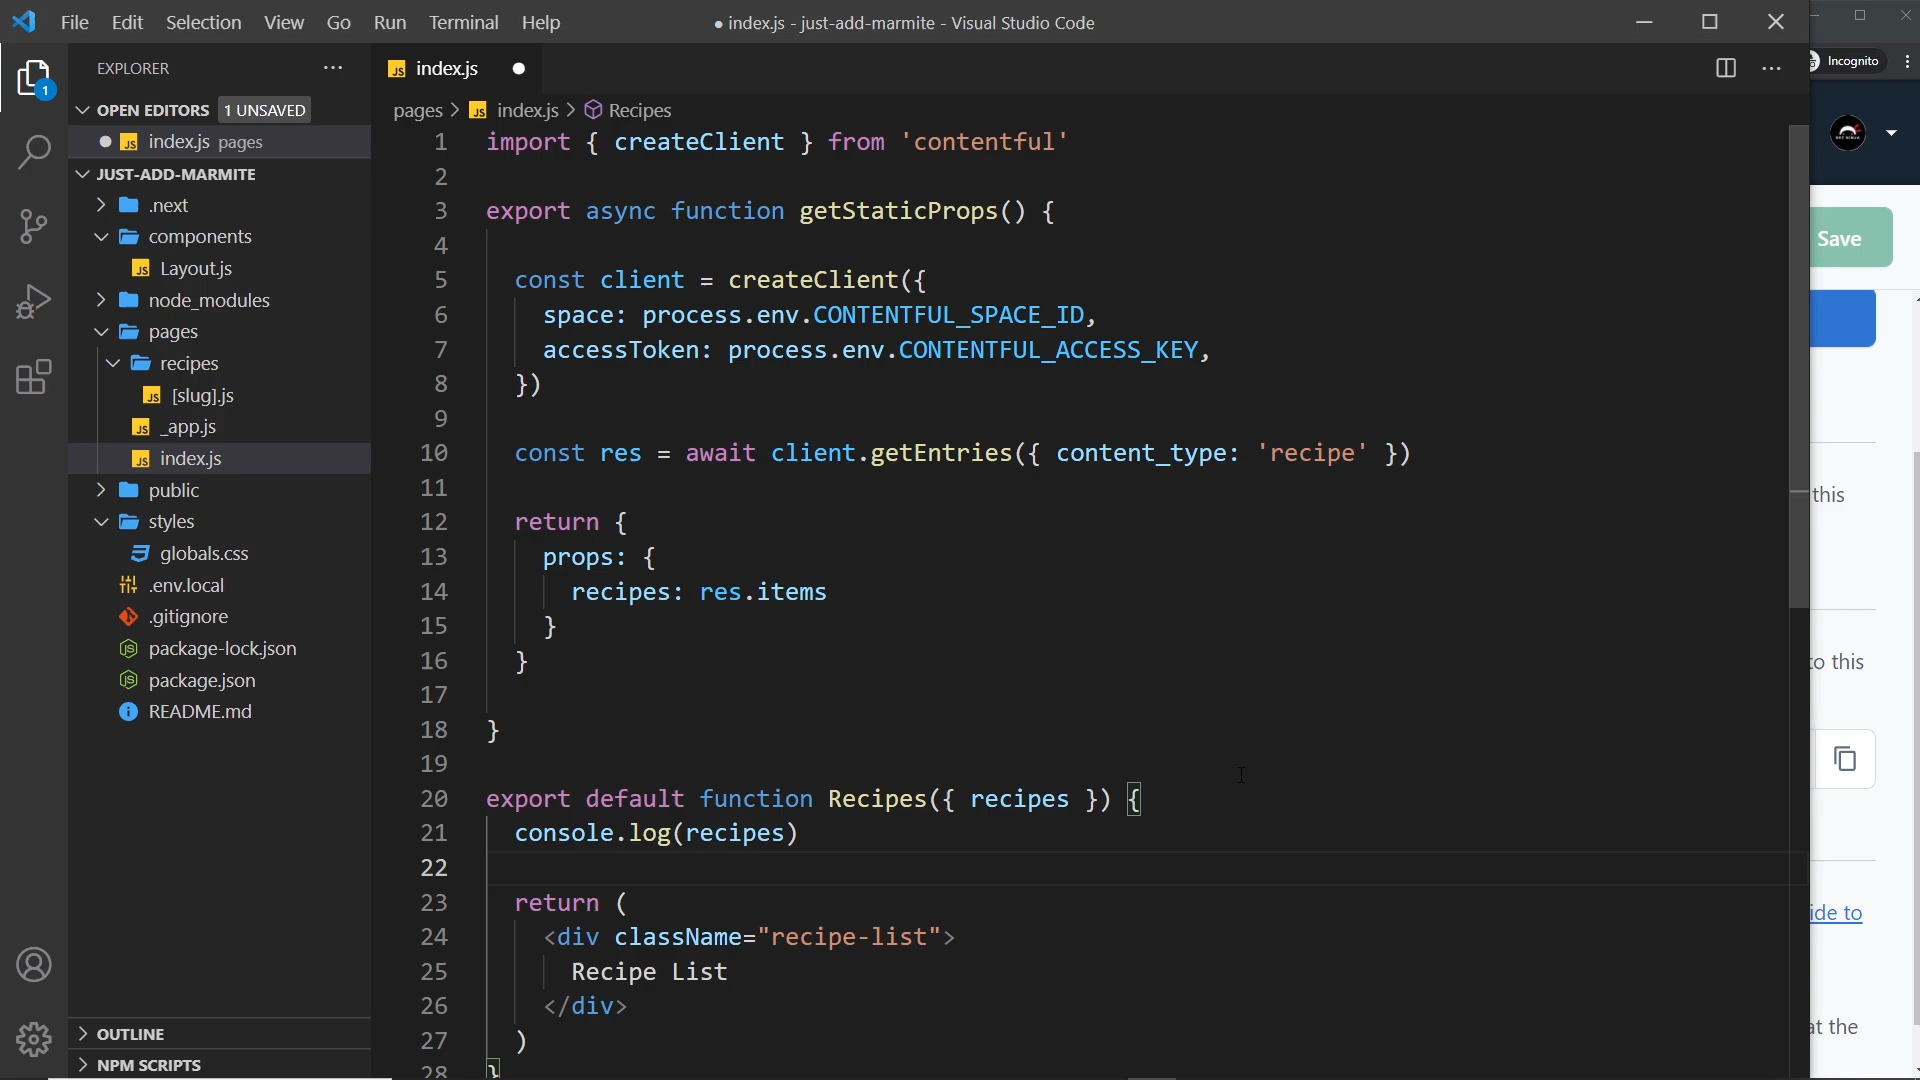 File Edit Selection View Go Run Terminal Help
● index.js - just-add-marmite - Visual Studio Code
Incognito
EXPLORER
index.js
1
OPEN EDITORS 1 UNSAVED
index.js pages
JUST-ADD-MARMITE
.next
components
Layout.js
node_modules
pages
recipes
[slug].js
_app.js
index.js
public
styles
globals.css
.env.local
.gitignore
package-lock.json
package.json
README.md
OUTLINE
NPM SCRIPTS
pages > index.js > Recipes
1 import { createClient } from 'contentful'
2
3 export async function getStaticProps() {
4
5 const client = createClient({
6 space: process.env.CONTENTFUL_SPACE_ID,
7 accessToken: process.env.CONTENTFUL_ACCESS_KEY,
8 })
9
10 const res = await client.getEntries({ content_type: 'recipe' })
11
12 return {
13 props: {
14 recipes: res.items
15 }
16 }
17
18 }
19
20 export default function Recipes({ recipes }) {
21 console.log(recipes)
22
23 return (
24 <div className="recipe-list">
25 Recipe List
26 </div>
27 )
28 }
Save
this
to this
ide to
at the